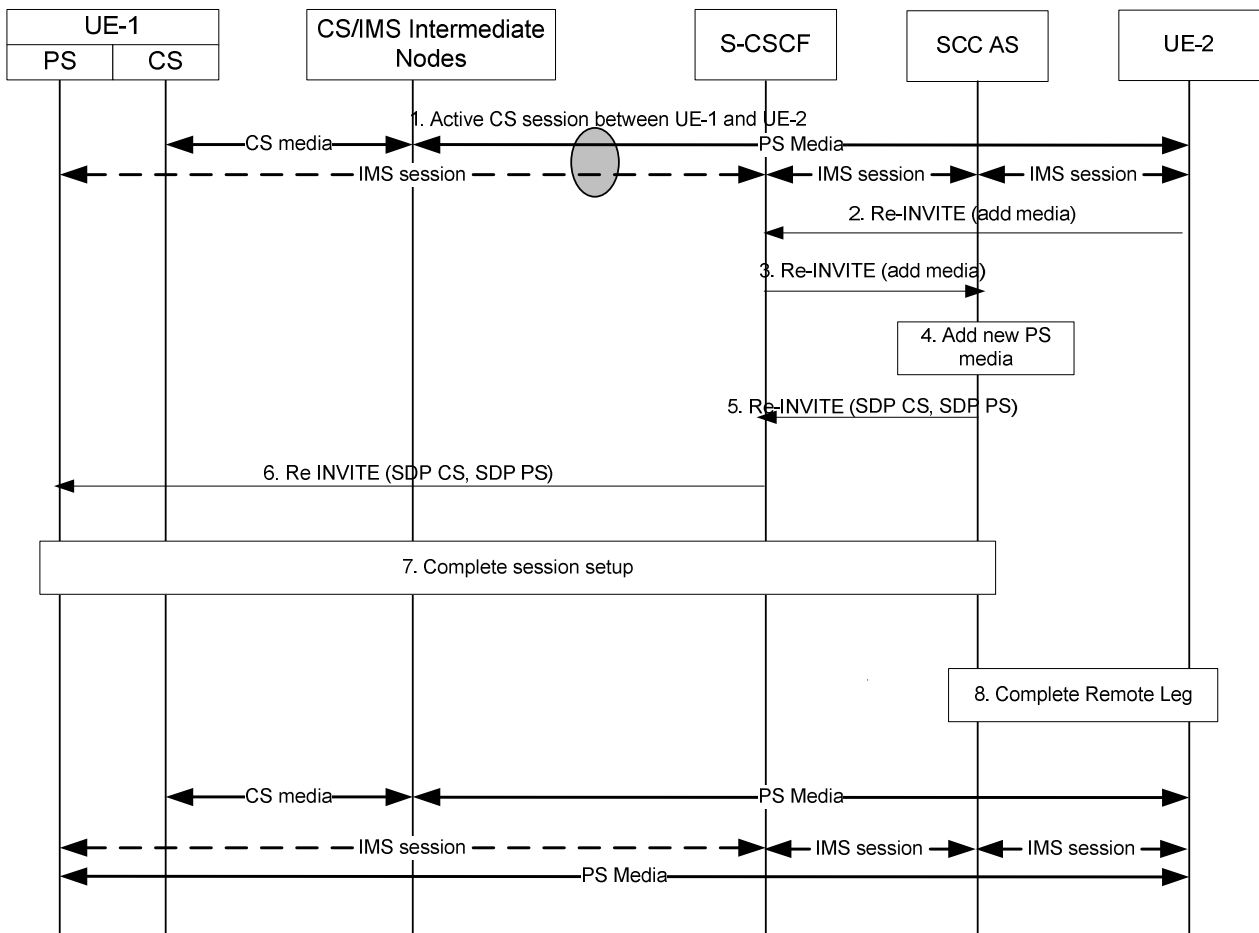 UE-1
PS
CS
CS/IMS Intermediate
Nodes
S-CSCF
SCC AS
UE-2
1. Active CS session between UE-1 and UE-2
CS media
PS Media
IMS session
IMS session
IMS session
2. Re-INVITE (add media)
3. Re-INVITE (add media)
4. Add new PS
media
5. Re-INVITE (SDP CS, SDP PS)
6. Re INVITE (SDP CS, SDP PS)
7. Complete session setup
8. Complete Remote Leg
CS media
PS Media
IMS session
IMS session
IMS session
PS Media